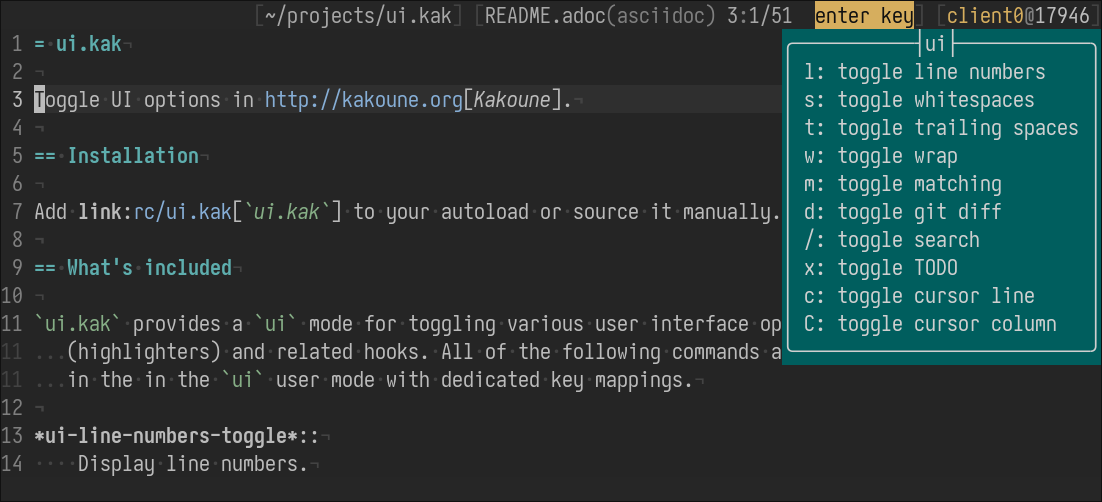 [~/projects/ui.kak] [README.adoc(asciidoc) 3:1/51 enter key] [client0@17946]
1 = ui.kak¬
2 ¬
3 Toggle·UI·options·in·http://kakoune.org[Kakoune].¬
4 ¬
5 ==·Installation¬
6 ¬
7 Add·link:rc/ui.kak[`ui.kak`]·to·your·autoload·or·source·it·manually.
8 ¬
9 ==·What's·included¬
10 ¬
11 `ui.kak`·provides·a·`ui`·mode·for·toggling·various·user·interface·op
11 ...(highlighters)·and·related·hooks.·All·of·the·following·commands·a
11 ...in·the·in·the·`ui`·user·mode·with·dedicated·key·mappings.¬
12 ¬
13 *ui-line-numbers-toggle*::¬
14 ····Display·line·numbers.¬
ui
l: toggle line numbers
s: toggle whitespaces
t: toggle trailing spaces
w: toggle wrap
m: toggle matching
d: toggle git diff
/: toggle search
x: toggle TODO
c: toggle cursor line
C: toggle cursor column